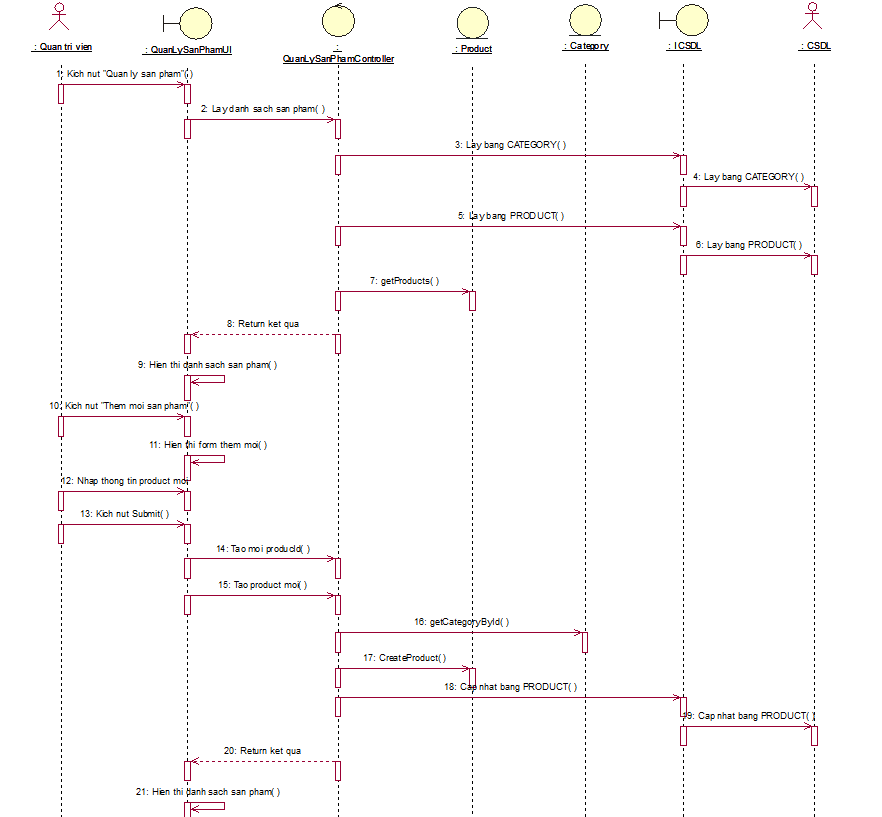 : Quan tri vien
: QuanLySanPhamUI
:
QuanLySanPhamController
: Product
: Category
: ICSDL
: CSDL
1: Kich nut "Quan ly san pham"( )
2: Lay danh sach san pham( )
3: Lay bang CATEGORY( )
4: Lay bang CATEGORY( )
5: Lay bang PRODUCT( )
6: Lay bang PRODUCT( )
7: getProducts( )
8: Return ket qua
9: Hien thi danh sach san pham( )
10: Kich nut "Them moi san pham"( )
11: Hien thi form them moi( )
12: Nhap thong tin product moi
13: Kich nut Submit( )
14: Tao moi producId( )
15: Tao product moi( )
16: getCategoryById( )
17: CreateProduct( )
18: Cap nhat bang PRODUCT( )
19: Cap nhat bang PRODUCT( )
20: Return ket qua
21: Hien thi danh sach san pham( )